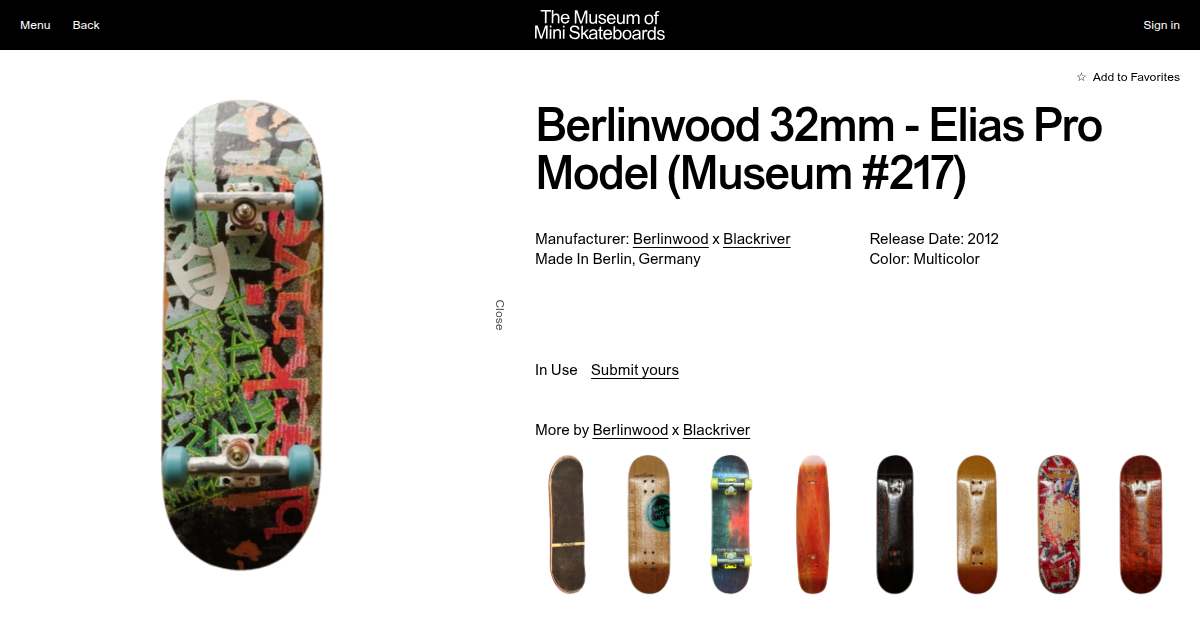 Menu
Back
The Museum of
Mini Skateboards
Sign in
☆ Add to Favorites
Berlinwood 32mm - Elias Pro
Model (Museum #217)
Manufacturer: Berlinwood x Blackriver
Made In Berlin, Germany
Release Date: 2012
Color: Multicolor
Close
In Use
Submit yours
More by Berlinwood x Blackriver